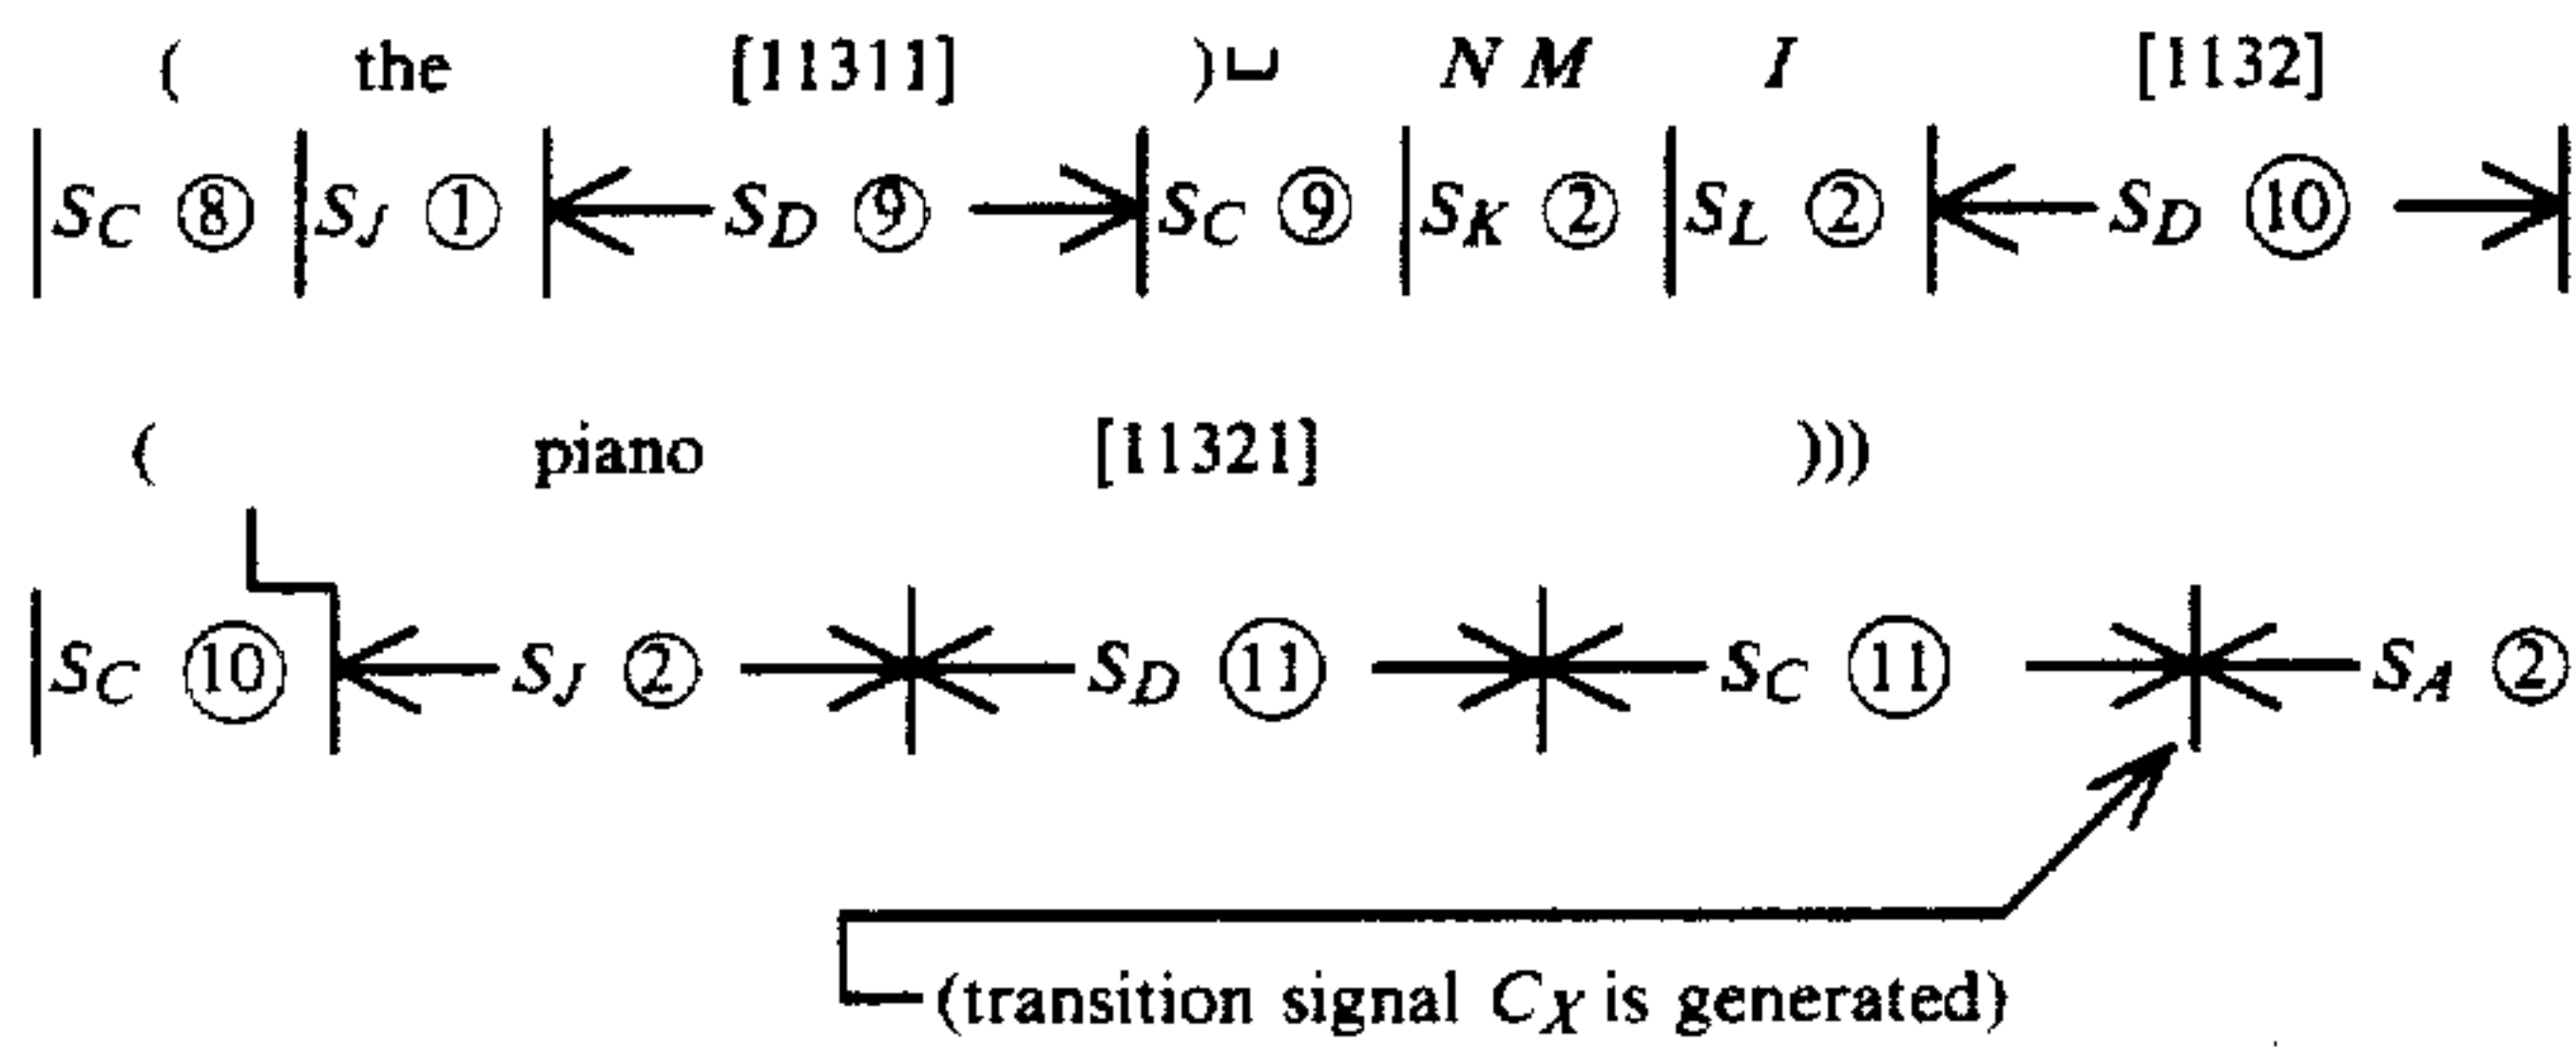 ( the [11311] )␣ N M I [1132]
S_C ⑧ S_J ① S_D ⑨ S_C ⑨ S_K ② S_L ② S_D ⑩
( piano [11321] )))
S_C ⑩ S_J ② S_D ⑪ S_C ⑪ S_A ②
(transition signal C_X is generated)